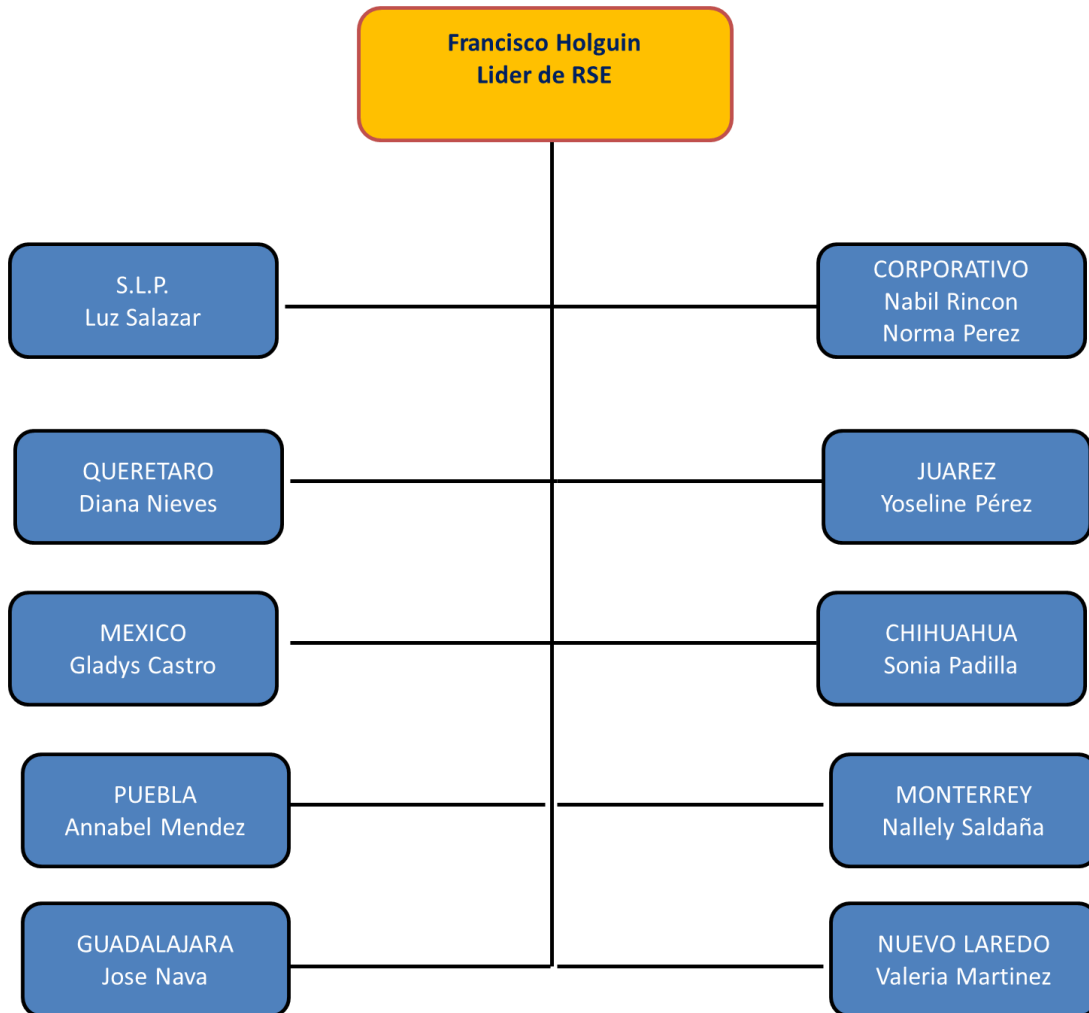 Francisco Holguin
Lider de RSE
S.L.P.
Luz Salazar
CORPORATIVO
Nabil Rincon
Norma Perez
QUERETARO
Diana Nieves
JUAREZ
Yoseline Pérez
MEXICO
Gladys Castro
CHIHUAHUA
Sonia Padilla
PUEBLA
Annabel Mendez
MONTERREY
Nallely Saldaña
GUADALAJARA
Jose Nava
NUEVO LAREDO
Valeria Martinez